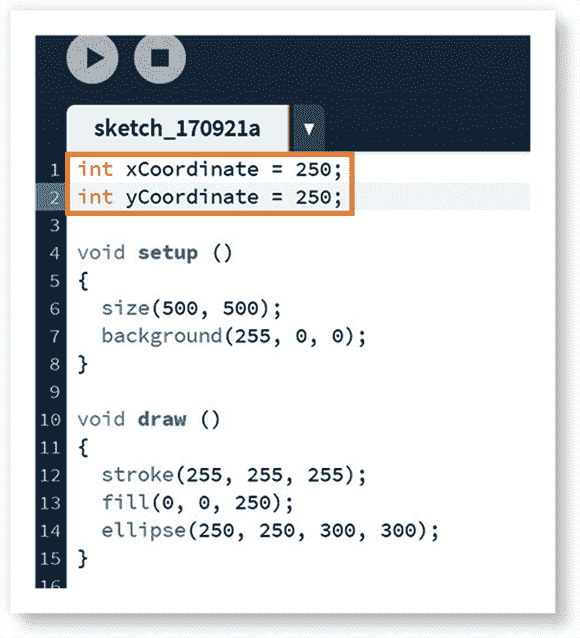 sketch_170921a
1 int xCoordinate = 250;
2 int yCoordinate = 250;
3
4 void setup ()
5 {
6   size(500, 500);
7   background(255, 0, 0);
8 }
9
10 void draw ()
11 {
12   stroke(255, 255, 255);
13   fill(0, 0, 250);
14   ellipse(250, 250, 300, 300);
15 }
16